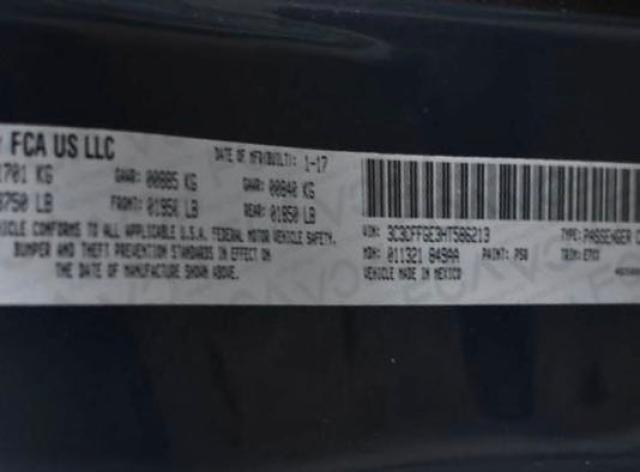 FCA US LLC
DATE OF MFR(BUILT): 1-17
1701 KG GAWR: 00885 KG GAWR: 00840 KG
3750 LB FRONT: 01950 LB REAR: 01850 LB
VEHICLE CONFORMS TO ALL APPLICABLE U.S.A. FEDERAL MOTOR VEHICLE SAFETY,
BUMPER AND THEFT PREVENTION STANDARDS IN EFFECT ON
THE DATE OF MANUFACTURE SHOWN ABOVE.
VIN: 3C3CFFGE3HT586213 TYPE: PASSENGER C
MDH: 011321 849AA PAINT: TRIM:
VEHICLE MADE IN MEXICO